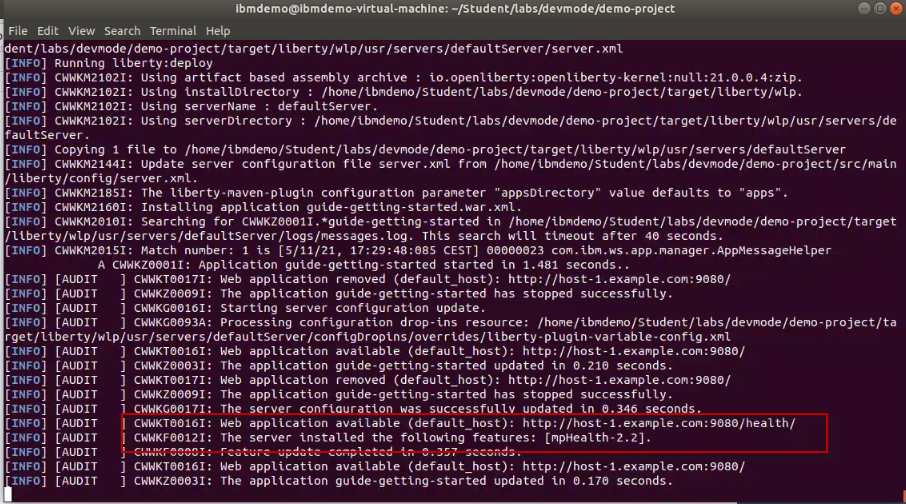 ibmdemo@ibmdemo-virtual-machine: ~/Student/labs/devmode/demo-project
File Edit View Search Terminal Help
dent/labs/devmode/demo-project/target/liberty/wlp/usr/servers/defaultServer/server.xml
[INFO] Running liberty:deploy
[INFO] CWWKM2102I: Using artifact based assembly archive : io.openliberty:openliberty-kernel:null:21.0.0.4:zip.
[INFO] CWWKM2102I: Using installDirectory : /home/ibmdemo/Student/labs/devmode/demo-project/target/liberty/wlp.
[INFO] CWWKM2102I: Using serverName : defaultServer.
[INFO] CWWKM2102I: Using serverDirectory : /home/ibmdemo/Student/labs/devmode/demo-project/target/liberty/wlp/usr/servers/de
faultServer.
[INFO] Copying 1 file to /home/ibmdemo/Student/labs/devmode/demo-project/target/liberty/wlp/usr/servers/defaultServer
[INFO] CWWKM2144I: Update server configuration file server.xml from /home/ibmdemo/Student/labs/devmode/demo-project/src/main
/liberty/config/server.xml.
[INFO] CWWKM2185I: The liberty-maven-plugin configuration parameter "appsDirectory" value defaults to "apps".
[INFO] CWWKM2160I: Installing application guide-getting-started.war.xml.
[INFO] CWWKM2010I: Searching for CWWKZ0001I.*guide-getting-started in /home/ibmdemo/Student/labs/devmode/demo-project/target
/liberty/wlp/usr/servers/defaultServer/logs/messages.log. This search will timeout after 40 seconds.
[INFO] CWWKM2015I: Match number: 1 is [5/11/21, 17:29:48:085 CEST] 00000023 com.ibm.ws.app.manager.AppMessageHelper
A CWWKZ0001I: Application guide-getting-started started in 1.481 seconds..
[INFO] [AUDIT ] CWWKT0017I: Web application removed (default_host): http://host-1.example.com:9080/
[INFO] [AUDIT ] CWWKZ0009I: The application guide-getting-started has stopped successfully.
[INFO] [AUDIT ] CWWKG0016I: Starting server configuration update.
[INFO] [AUDIT ] CWWKG0093A: Processing configuration drop-ins resource: /home/ibmdemo/Student/labs/devmode/demo-project/ta
rget/liberty/wlp/usr/servers/defaultServer/configDropins/overrides/liberty-plugin-variable-config.xml
[INFO] [AUDIT ] CWWKT0016I: Web application available (default_host): http://host-1.example.com:9080/
[INFO] [AUDIT ] CWWKZ0003I: The application guide-getting-started updated in 0.210 seconds.
[INFO] [AUDIT ] CWWKT0017I: Web application removed (default_host): http://host-1.example.com:9080/
[INFO] [AUDIT ] CWWKZ0009I: The application guide-getting-started has stopped successfully.
[INFO] [AUDIT ] CWWKG0017I: The server configuration was successfully updated in 0.346 seconds.
[INFO] [AUDIT ] CWWKT0016I: Web application available (default_host): http://host-1.example.com:9080/health/
[INFO] [AUDIT ] CWWKF0012I: The server installed the following features: [mpHealth-2.2].
[INFO] [AUDIT ] CWWKF0008I: Feature update completed in 0.357 seconds.
[INFO] [AUDIT ] CWWKT0016I: Web application available (default_host): http://host-1.example.com:9080/
[INFO] [AUDIT ] CWWKZ0003I: The application guide-getting-started updated in 0.170 seconds.